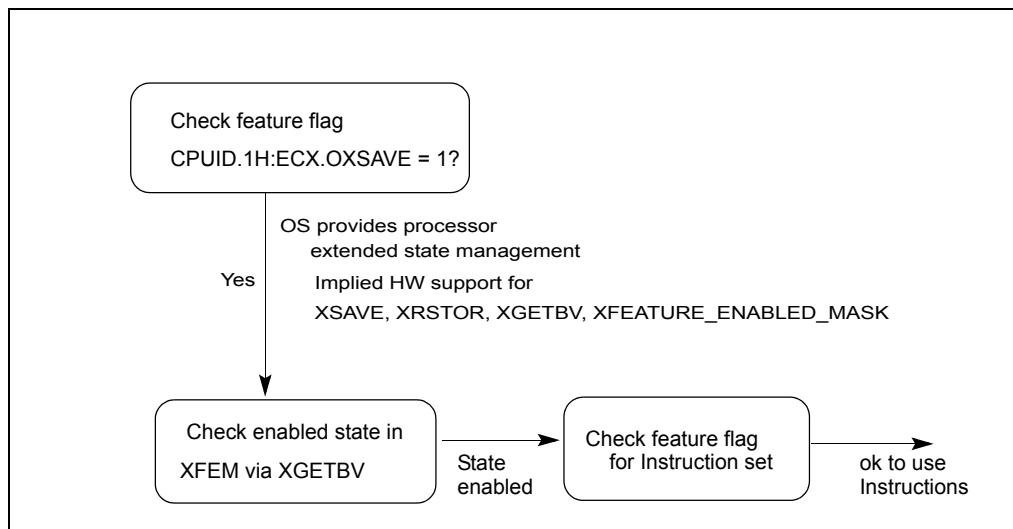 Check feature flag
CPUID.1H:ECX.OXSAVE = 1?
OS provides processor
extended state management
Yes
Implied HW support for
XSAVE, XRSTOR, XGETBV, XFEATURE_ENABLED_MASK
Check enabled state in
XFEM via XGETBV
State
enabled
Check feature flag
for Instruction set
ok to use
Instructions